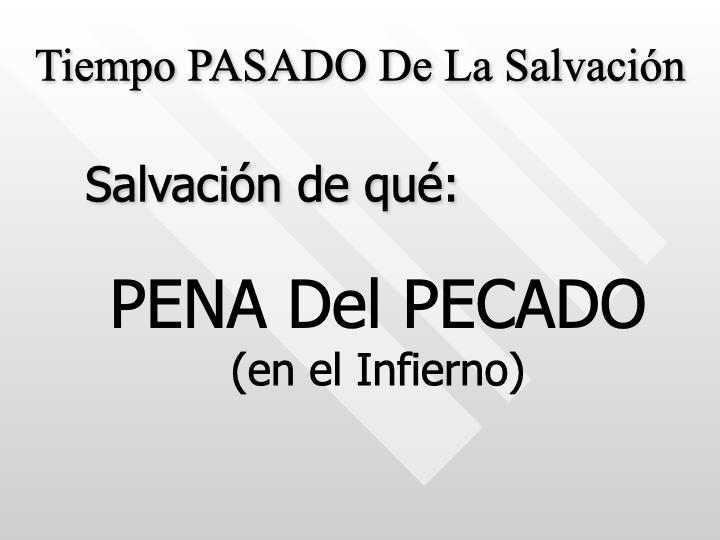 Tiempo PASADO De La Salvación
Salvación de qué:
PENA Del PECADO
(en el Infierno)